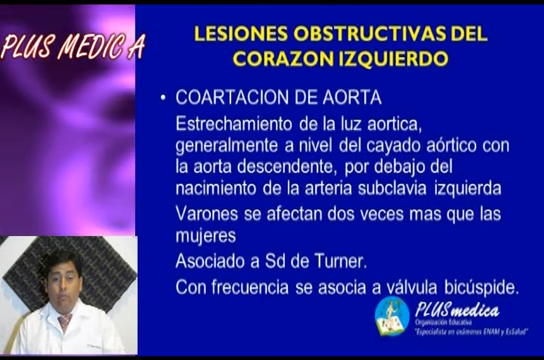 PLUS MEDIC A
LESIONES OBSTRUCTIVAS DEL
CORAZON IZQUIERDO
• COARTACION DE AORTA
Estrechamiento de la luz aortica,
generalmente a nivel del cayado aórtico con
la aorta descendente, por debajo del
nacimiento de la arteria subclavia izquierda
Varones se afectan dos veces mas que las
mujeres
Asociado a Sd de Turner.
Con frecuencia se asocia a válvula bicúspide.
PLUSmedica
Organización Educativa
"Especialista en exámenes ENAM y EsSalud"